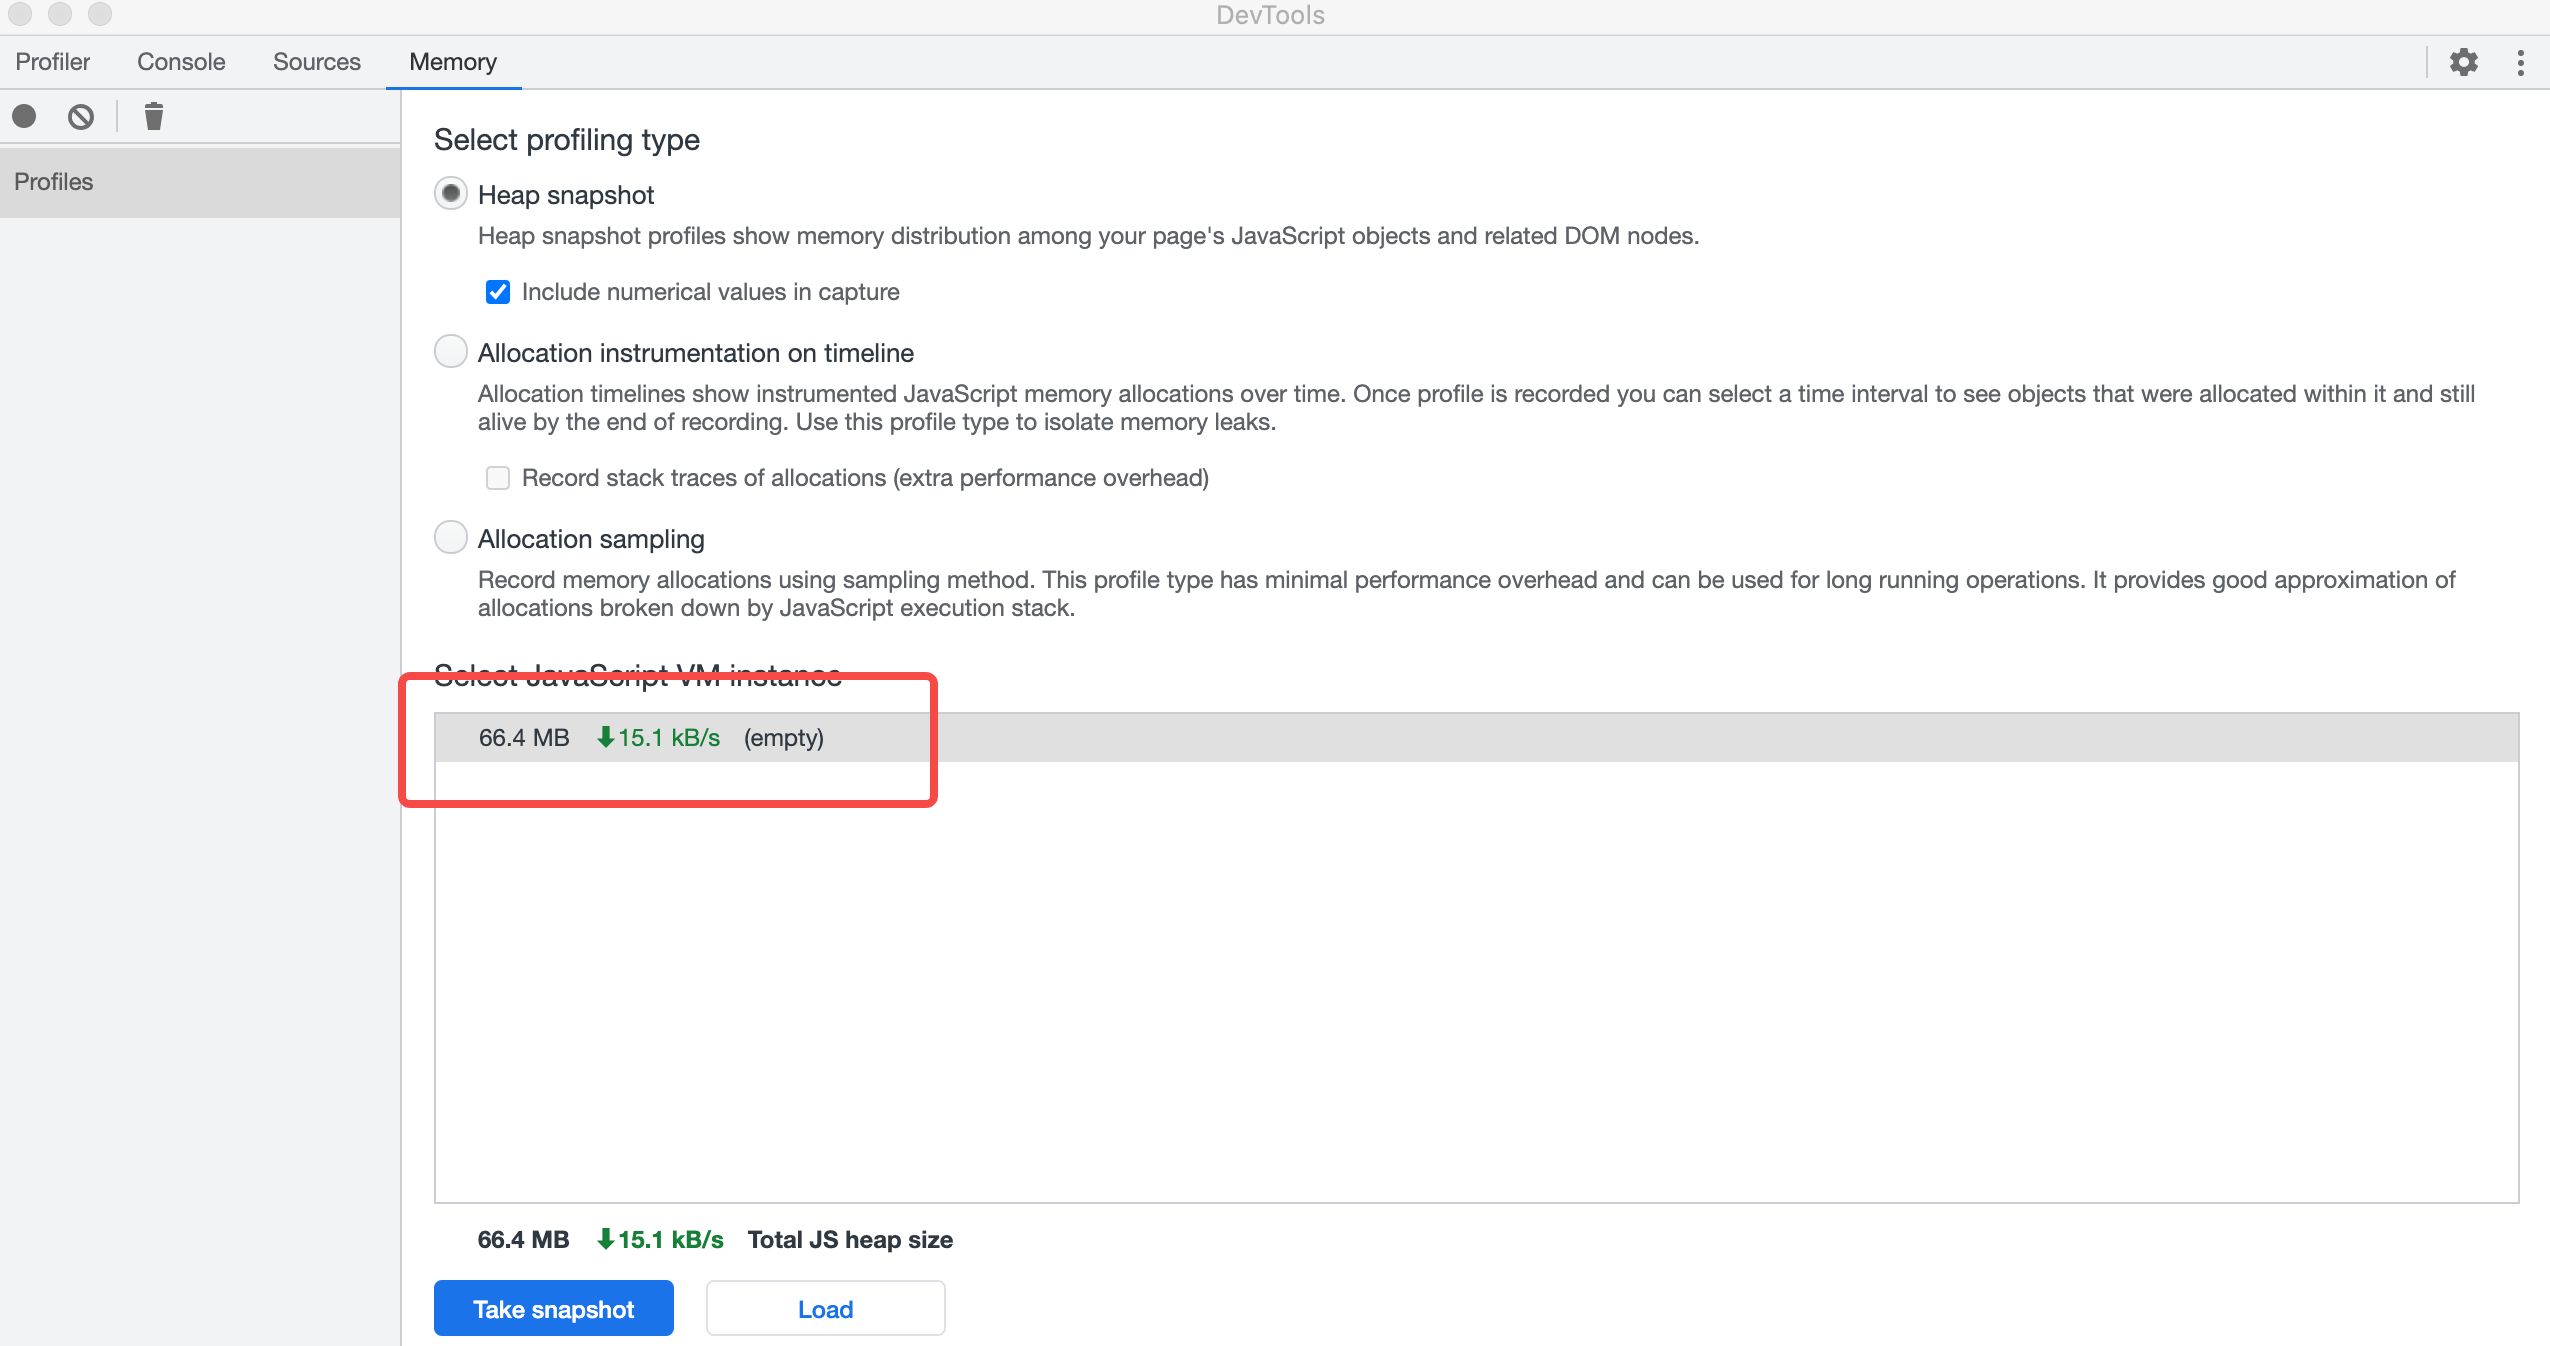 DevTools
Profiler Console Sources Memory
Profiles
Select profiling type
Heap snapshot
Heap snapshot profiles show memory distribution among your page's JavaScript objects and related DOM nodes.
Include numerical values in capture
Allocation instrumentation on timeline
Allocation timelines show instrumented JavaScript memory allocations over time. Once profile is recorded you can select a time interval to see objects that were allocated within it and still
alive by the end of recording. Use this profile type to isolate memory leaks.
Record stack traces of allocations (extra performance overhead)
Allocation sampling
Record memory allocations using sampling method. This profile type has minimal performance overhead and can be used for long running operations. It provides good approximation of
allocations broken down by JavaScript execution stack.
Select JavaScript VM instance
66.4 MB 15.1 kB/s (empty)
66.4 MB 15.1 kB/s Total JS heap size
Take snapshot Load